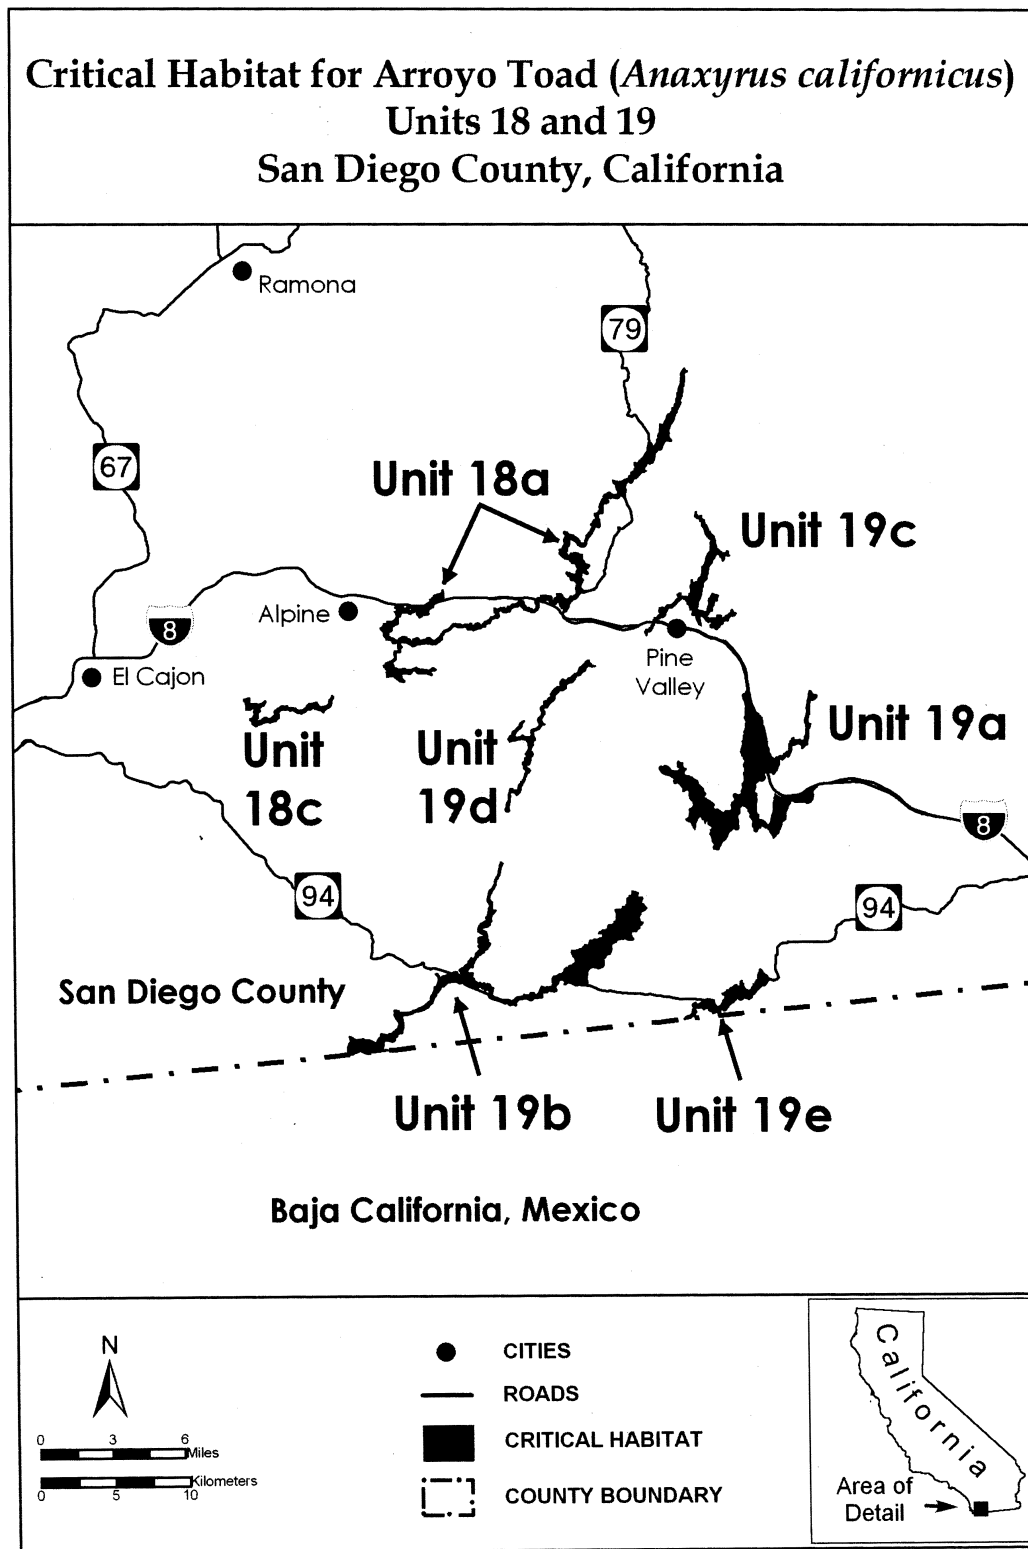 Critical Habitat for Arroyo Toad (Anaxyrus californicus)
Units 18 and 19
San Diego County, California
Ramona
79
67
Unit 18a
Unit 19c
Alpine
8
El Cajon
Pine
Valley
Unit
18c
Unit
19d
Unit 19a
8
94
94
San Diego County
Unit 19b
Unit 19e
Baja California, Mexico
N
0 3 6
Miles
Kilometers
0 5 10
CITIES
ROADS
CRITICAL HABITAT
COUNTY BOUNDARY
California
Area of
Detail